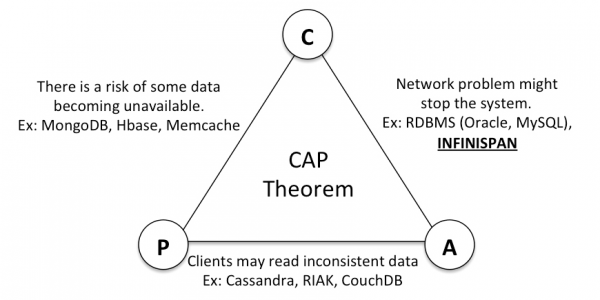 C
There is a risk of some data
becoming unavailable.
Ex: MongoDB, Hbase, Memcache
Network problem might
stop the system.
Ex: RDBMS (Oracle, MySQL),
INFINISPAN
CAP
Theorem
P
A
Clients may read inconsistent data
Ex: Cassandra, RIAK, CouchDB